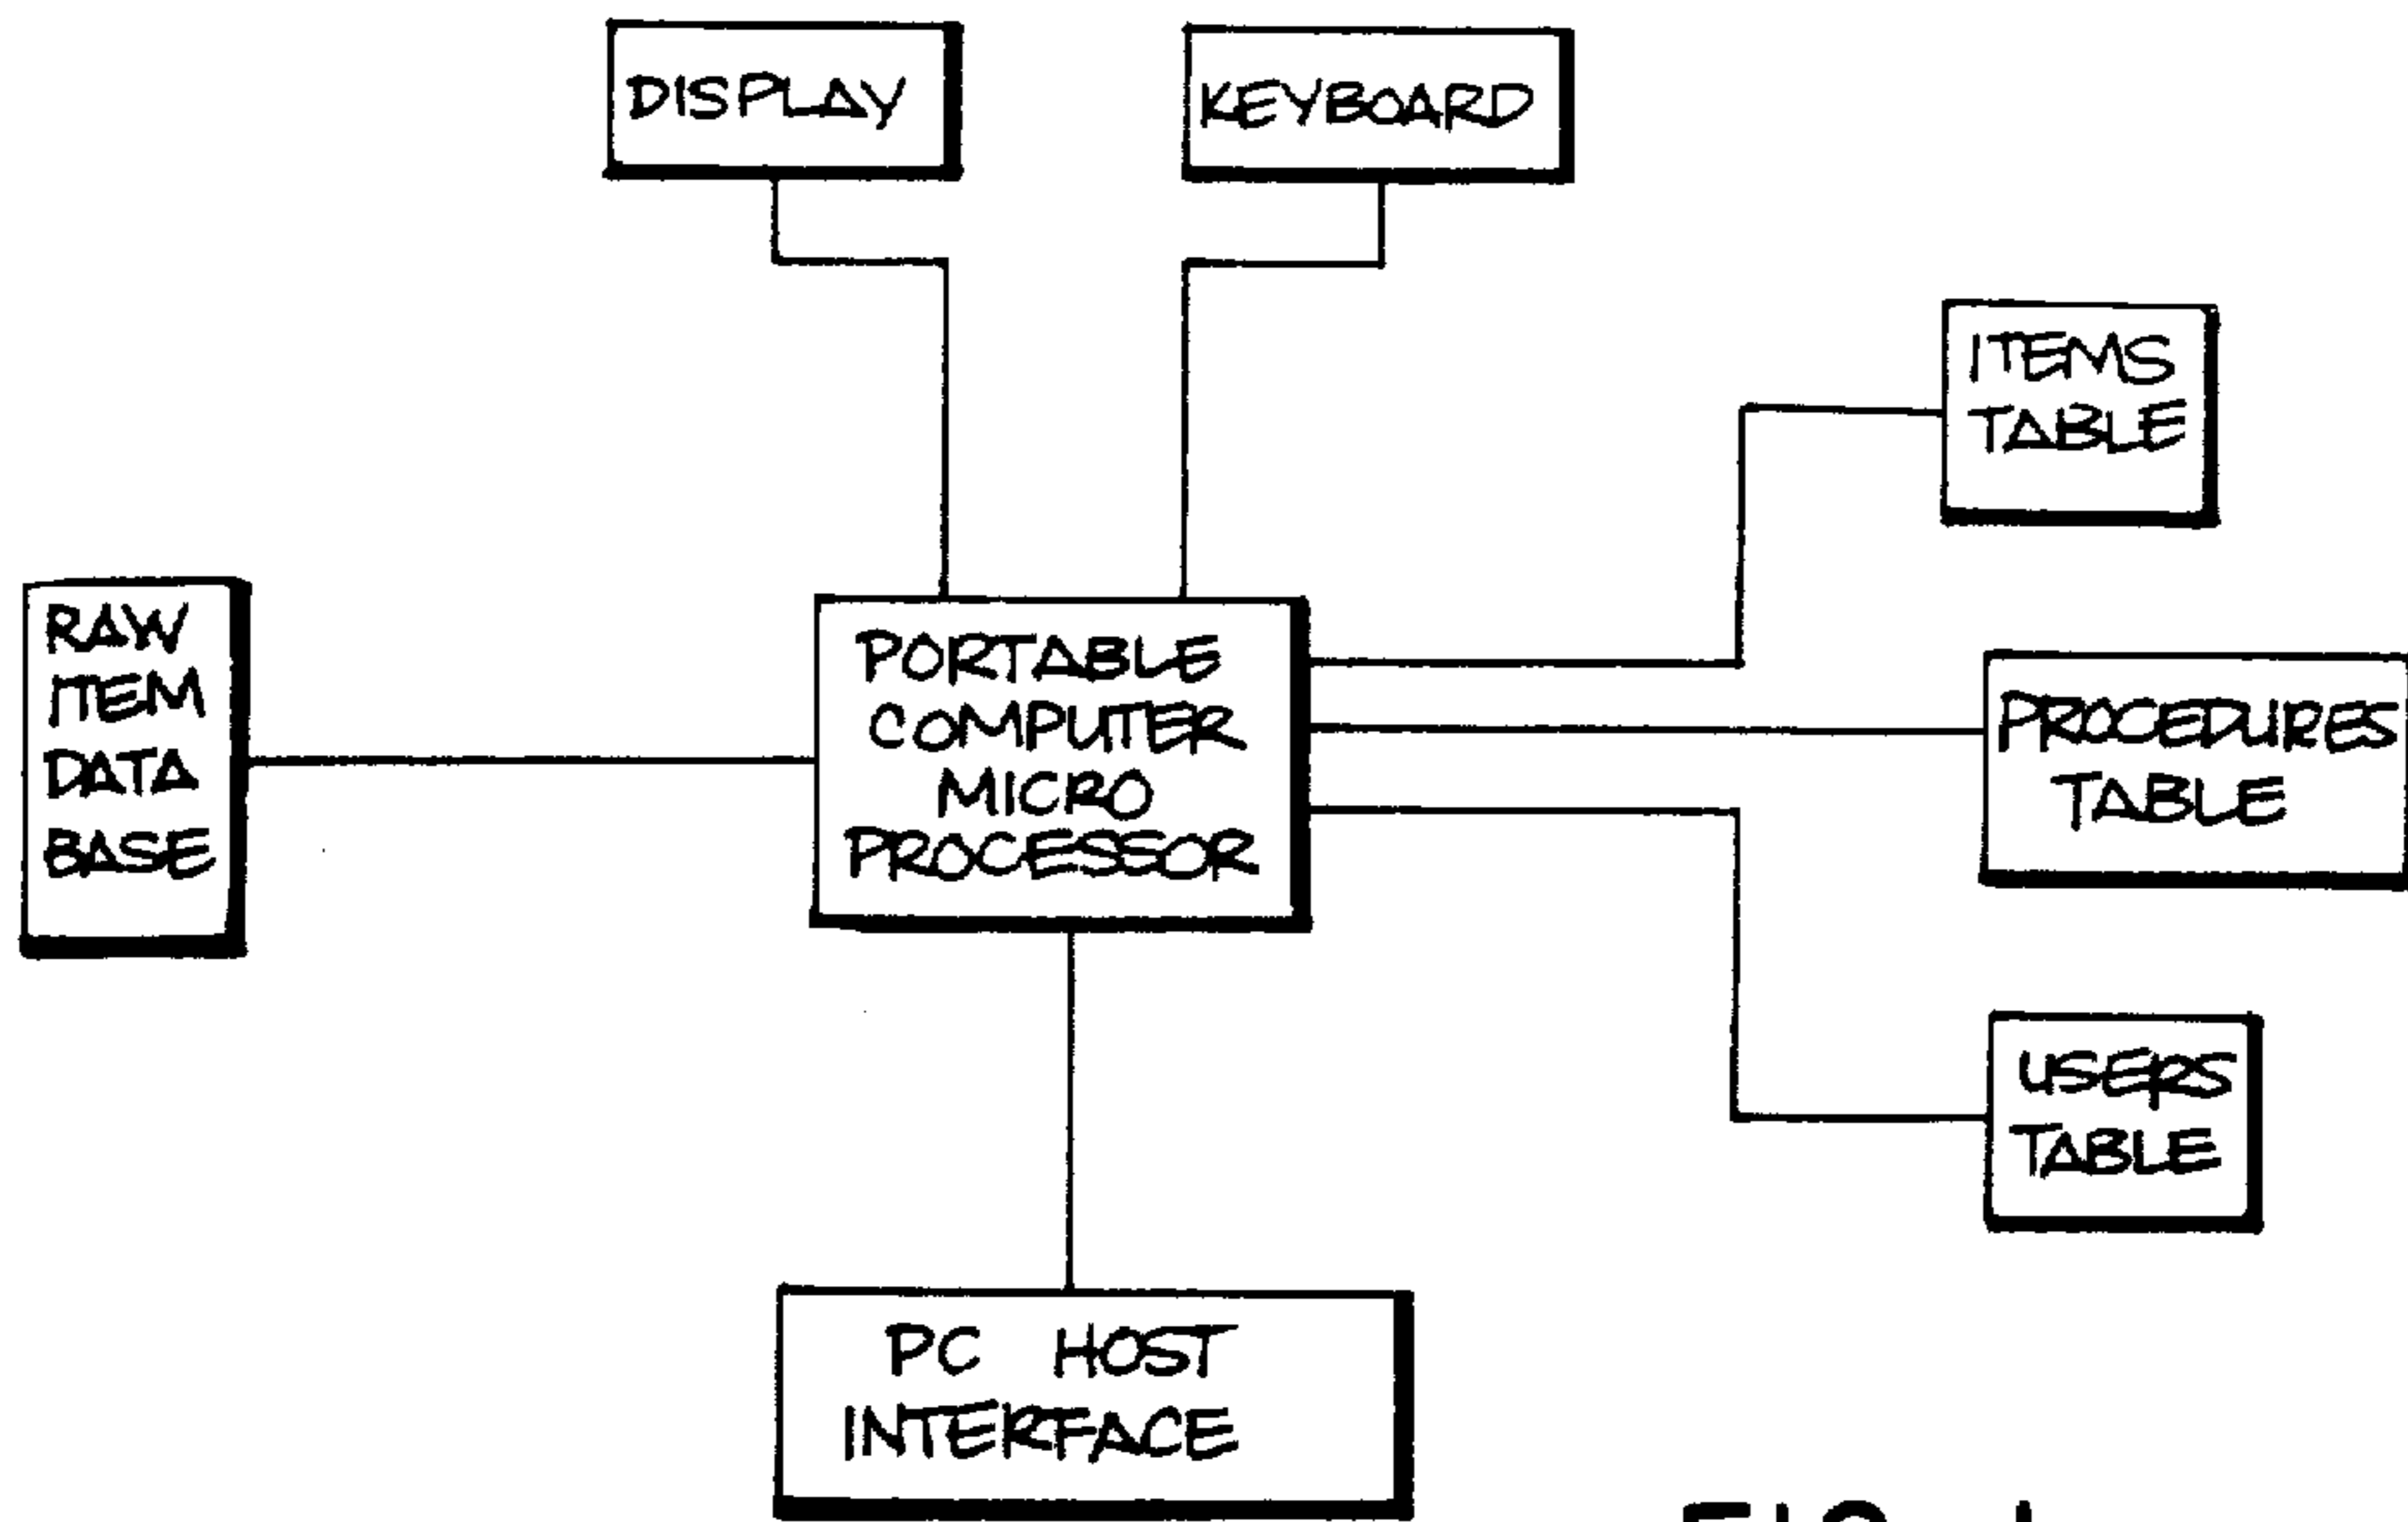 DISPLAY
KEYBOARD
ITEMS
TABLE
RAW
ITEM
DATA
BASE
PORTABLE
COMPUTER
MICRO
PROCESSOR
PROCEDURES
TABLE
USERS
TABLE
PC HOST
INTERFACE